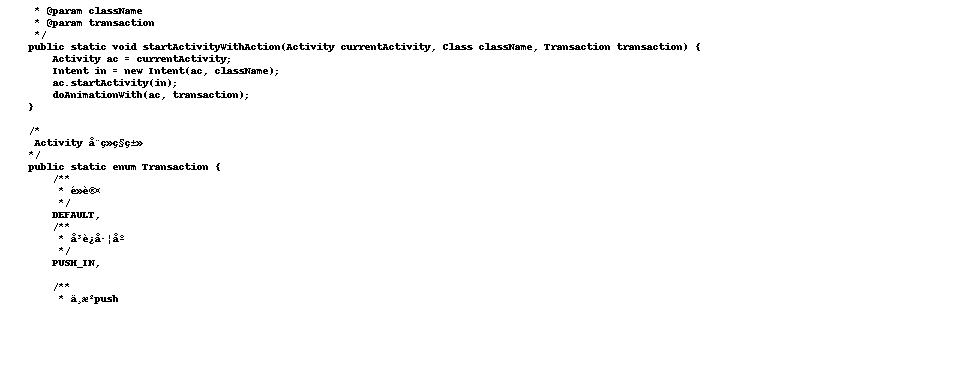 * @param className
* @param transaction
*/
public static void startActivityWithAction(Activity currentActivity, Class className, Transaction transaction) {
Activity ac = currentActivity;
Intent in = new Intent(ac, className);
ac.startActivity(in);
doAnimationWith(ac, transaction);
}
/*
Activity å¨ç»ç§ç±»
*/
public static enum Transaction {
/**
* é»è®¤
*/
DEFAULT,
/**
* å³è¿å·¦åº
*/
PUSH_IN,
/**
* ä¸æ²push